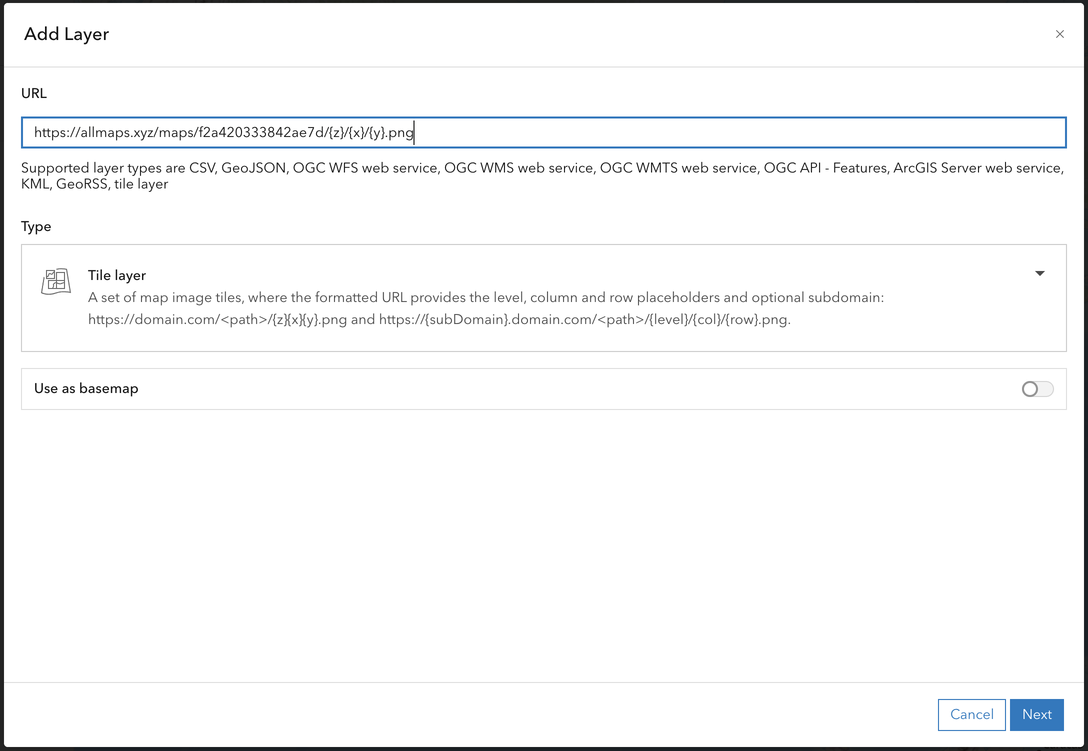 Add Layer
URL
https://allmaps.xyz/maps/f2a420333842ae7d/{z}/{x}/{y}.png
Supported layer types are CSV, GeoJSON, OGC WFS web service, OGC WMS web service, OGC WMTS web service, OGC API - Features, ArcGIS Server web service,
KML, GeoRSS, tile layer
Type
Tile layer
A set of map image tiles, where the formatted URL provides the level, column and row placeholders and optional subdomain:
https://domain.com/<path>/{z}{x}{y}.png and https://{subDomain}.domain.com/<path>/{level}/{col}/{row}.png.
Use as basemap
Cancel
Next